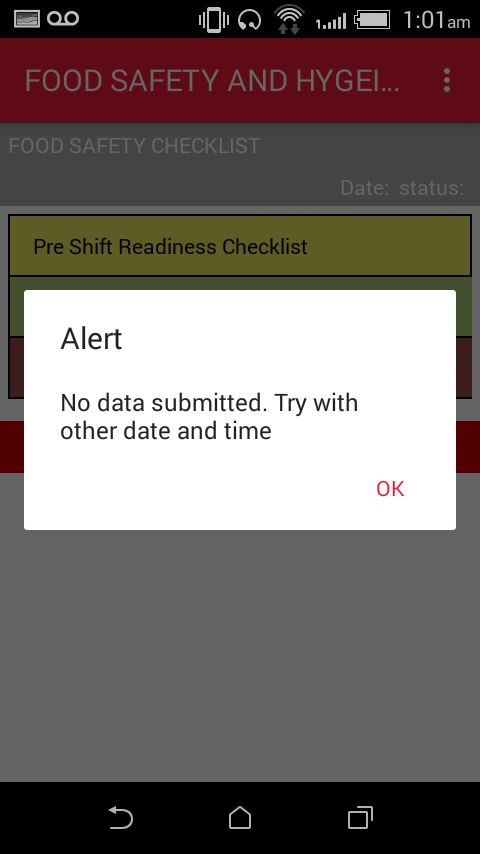 1:01am
FOOD SAFETY AND HYGEI...
FOOD SAFETY CHECKLIST
Date: status:
Pre Shift Readiness Checklist
Alert
No data submitted. Try with
other date and time
OK